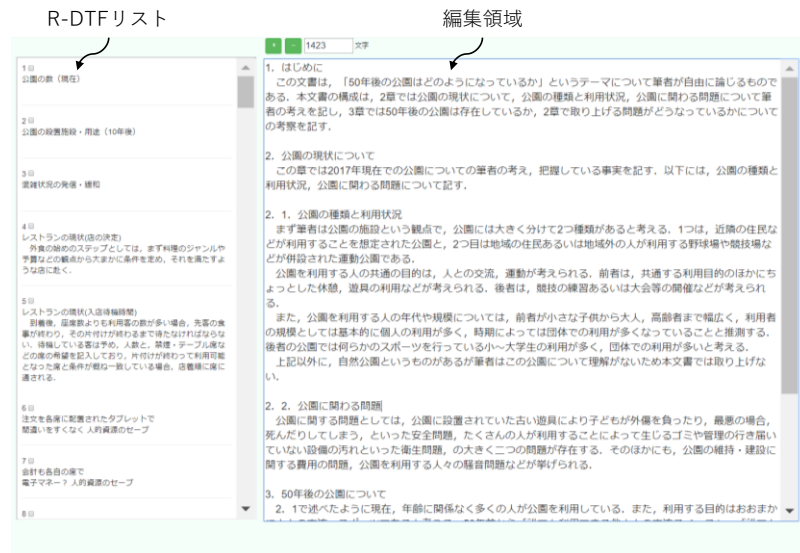 R-DTFリスト
編集領域
+ - 1423 文字
1
公園の数（現在）
2
公園の設置施設・用途（10年後）
3
混雑状況の発信・緩和
4
レストランの現状(店の決定)
　外食の始めのステップとしては，まず料理のジャンルや
予算などの観点から大まかに条件を定め，それを満たすよ
うな店に赴く．
5
レストランの現状(入店待機時間)
　到着後，座席数よりも利用客の数が多い場合，先客の食
事が終わり，その片付けが終わるまで待たなければならな
い．待機している客は予め，人数と，禁煙・テーブル席な
どの席の希望を記入しており，片付けが終わって利用可能
となった席と条件が概ね一致している場合，店着順に席に
通される．
6
注文を各席に配置されたタブレットで
間違いをすくなく 人的資源のセーブ
7
会計も各自の席で
電子マネー？ 人的資源のセーブ
8
1．はじめに
　この文書は，「50年後の公園はどのようになっているか」というテーマについて筆者が自由に論じるもので
ある．本文書の構成は，2章では公園の現状について，公園の種類と利用状況，公園に関わる問題について筆
者の考えを記し，3章では50年後の公園は存在しているか，2章で取り上げる問題がどうなっているかについて
の考察を記す．
2．公園の現状について
　この章では2017年現在での公園についての筆者の考え，把握している事実を記す．以下には，公園の種類と
利用状況，公園に関わる問題について記す．
2．1．公園の種類と利用状況
　まず筆者は公園の施設という観点で，公園には大きく分けて2つ種類があると考える．1つは，近隣の住民な
どが利用することを想定された公園と，2つ目は地域の住民あるいは地域外の人が利用する野球場や競技場な
どが併設された運動公園である．
　公園を利用する人の共通の目的は，人との交流，運動が考えられる．前者は，共通する利用目的のほかにち
ょっとした休憩，遊具の利用などが考えられる．後者は，競技の練習あるいは大会等の開催などが考えられ
る．
　また，公園を利用する人の年代や規模については，前者が小さな子供から大人，高齢者まで幅広く，利用者
の規模としては基本的に個人の利用が多く，時期によっては団体での利用が多くなっていることと推測する．
後者の公園では何らかのスポーツを行っている小〜大学生の利用が多く，団体での利用が多いと考える．
　上記以外に，自然公園というものがあるが筆者はこの公園について理解がないため本文書では取り上げな
い．
2．2．公園に関わる問題
　公園に関する問題としては，公園に設置されていた古い遊具により子どもが外傷を負ったり，最悪の場合，
死んだりしてしまう，といった安全問題，たくさんの人が利用することによって生じるゴミや管理の行き届い
ていない設備の汚れといった衛生問題，の大きく二つの問題が存在する．そのほかにも，公園の維持・建設に
関する費用の問題，公園を利用する人々の騒音問題などが挙げられる．
3．50年後の公園について
　2．1で述べたように現在，年齢に関係なく多くの人が公園を利用している．また，利用する目的はおおまか